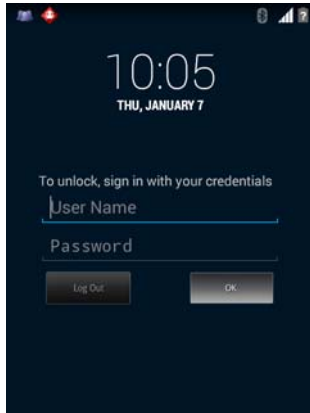 10:05
THU, JANUARY 7
To unlock, sign in with your credentials
User Name
Password
Log Out OK